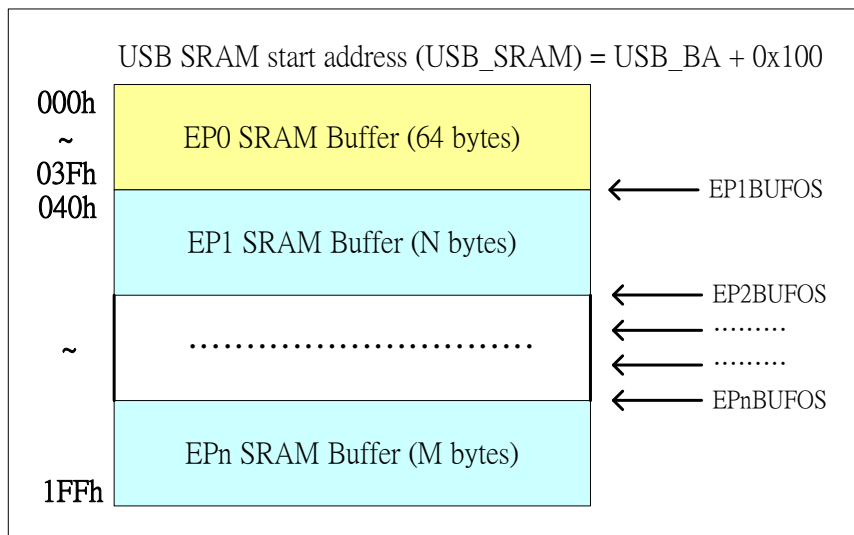 USB SRAM start address (USB_SRAM) = USB_BA + 0x100
000h
~
03Fh
EP0 SRAM Buffer (64 bytes)
040h
EP1BUFOS
EP1 SRAM Buffer (N bytes)
EP2BUFOS
~
..............................
.........
.........
EPnBUFOS
EPn SRAM Buffer (M bytes)
1FFh